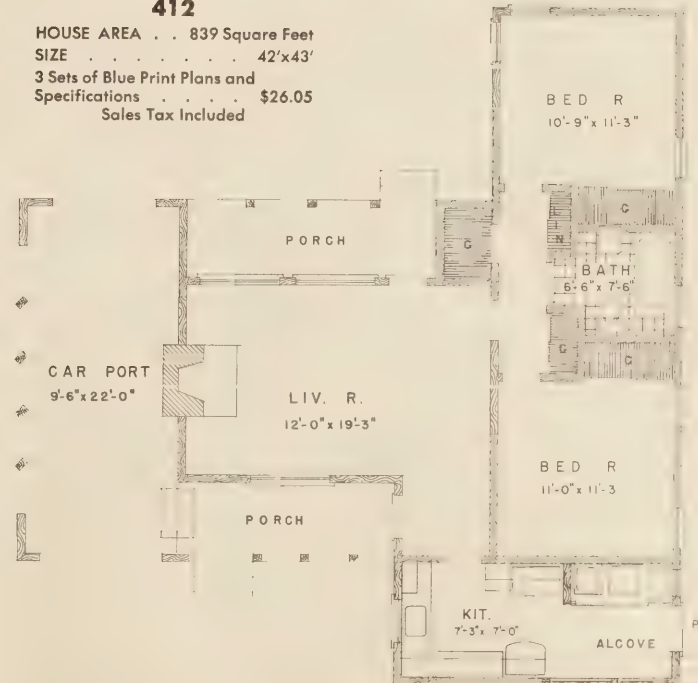 412
HOUSE AREA . . 839 Square Feet
SIZE . . . . . . . 42'x43'
3 Sets of Blue Print Plans and
Specifications . . . . $26.05
Sales Tax Included
BED R
10'-9" x 11'-3"
PORCH
C
C
L
N
BATH
6'-6" x 7'-6"
C
C
CAR PORT
9'-6" x 22'-0"
LIV. R.
12'-0" x 19'-3"
BED R
11'-0" x 11'-3
PORCH
KIT.
7'-3" x 7'-0"
ALCOVE
P